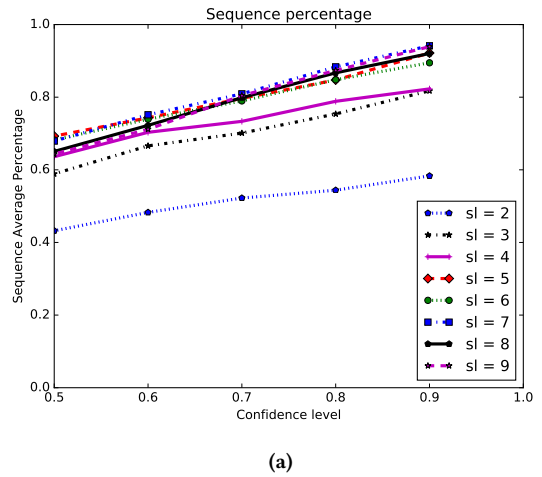 Sequence percentage
1.0
0.8
0.6
0.4
0.2
0.0
Sequence Average Percentage
0.5 0.6 0.7 0.8 0.9 1.0
Confidence level
sl = 2
sl = 3
sl = 4
sl = 5
sl = 6
sl = 7
sl = 8
sl = 9
(a)